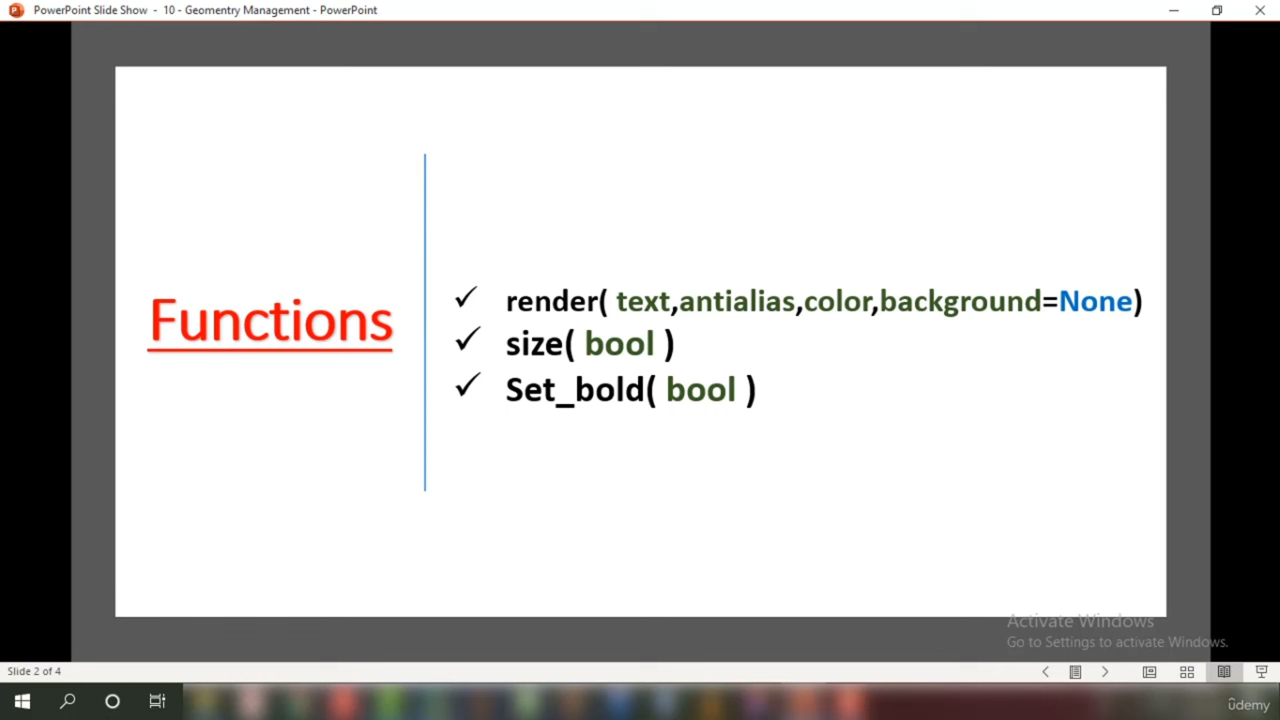 PowerPoint Slide Show - 10 - Geomentry Management - PowerPoint
Functions
✓ render( text,antialias,color,background=None)
✓ size( bool )
✓ Set_bold( bool )
Activate Windows
Go to Settings to activate Windows.
Slide 2 of 4
ûdemy